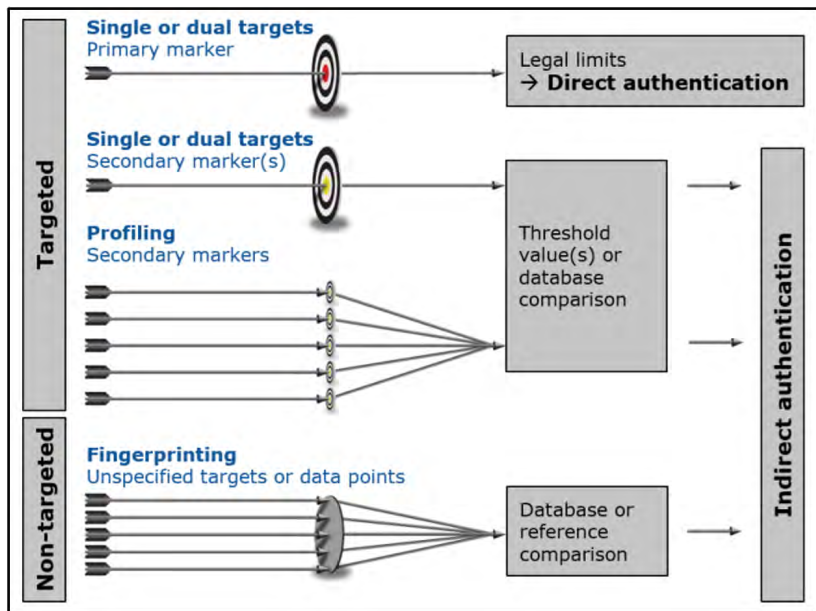 Targeted
Single or dual targets
Primary marker
Legal limits
→ Direct authentication
Single or dual targets
Secondary marker(s)
Profiling
Secondary markers
Threshold
value(s) or
database
comparison
Indirect authentication
Non-targeted
Fingerprinting
Unspecified targets or data points
Database or
reference
comparison